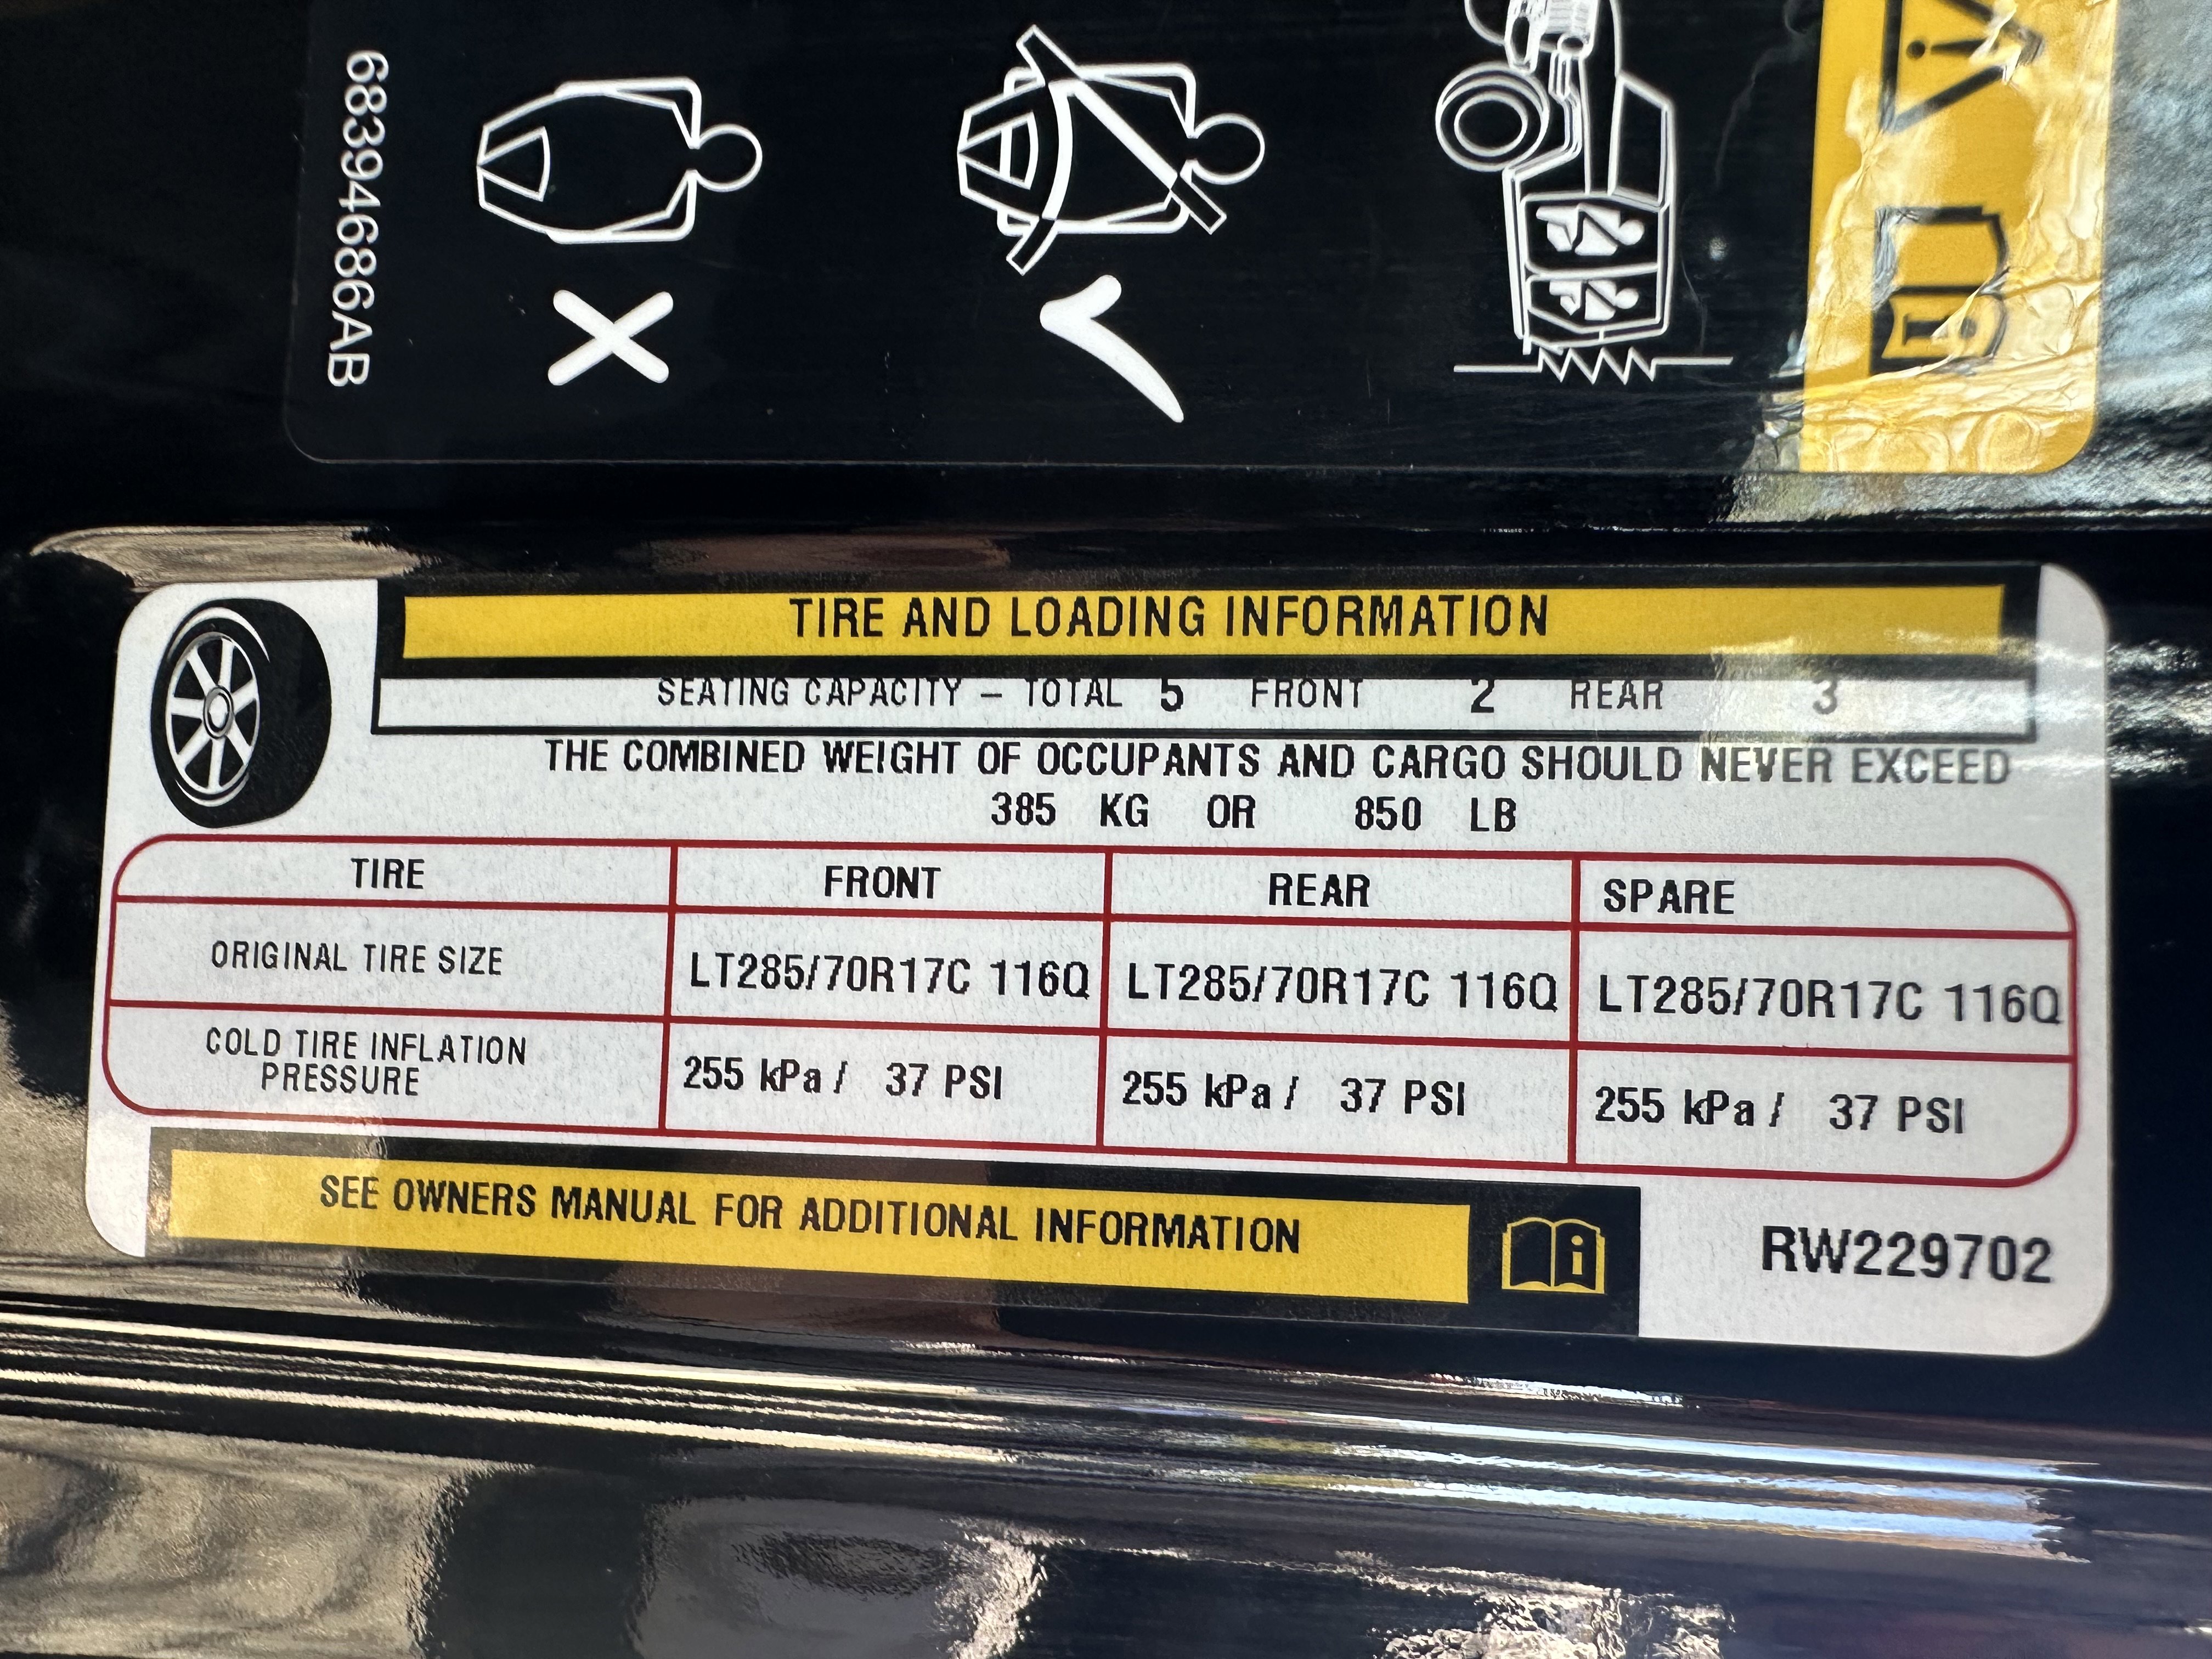 68394686AB
TIRE AND LOADING INFORMATION
SEATING CAPACITY – TOTAL 5 FRONT 2 REAR 3
THE COMBINED WEIGHT OF OCCUPANTS AND CARGO SHOULD NEVER EXCEED
385 KG OR 850 LB
TIRE FRONT REAR SPARE
ORIGINAL TIRE SIZE LT285/70R17C 116Q LT285/70R17C 116Q LT285/70R17C 116Q
COLD TIRE INFLATION
PRESSURE 255 kPa / 37 PSI 255 kPa / 37 PSI 255 kPa / 37 PSI
SEE OWNERS MANUAL FOR ADDITIONAL INFORMATION
RW229702